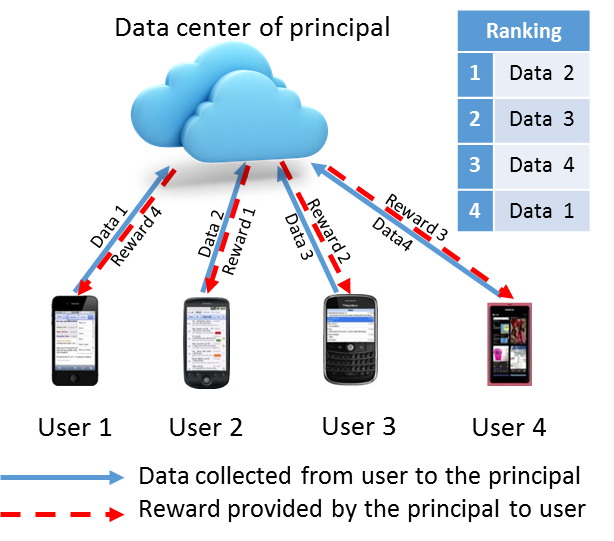 Data center of principal
Ranking
1 Data 2
2 Data 3
3 Data 4
4 Data 1
Data 1
Reward 4
Data 2
Reward 1
Reward 2
Data 3
Reward 3
Data4
User 1
User 2
User 3
User 4
Data collected from user to the principal
Reward provided by the principal to user